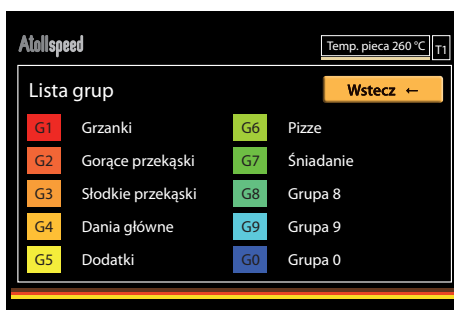 Atollspeed
Temp. pieca 260 °C T1
Lista grup
Wstecz ←
G1 Grzanki
G2 Gorące przekąski
G3 Słodkie przekąski
G4 Dania główne
G5 Dodatki
G6 Pizze
G7 Śniadanie
G8 Grupa 8
G9 Grupa 9
G0 Grupa 0